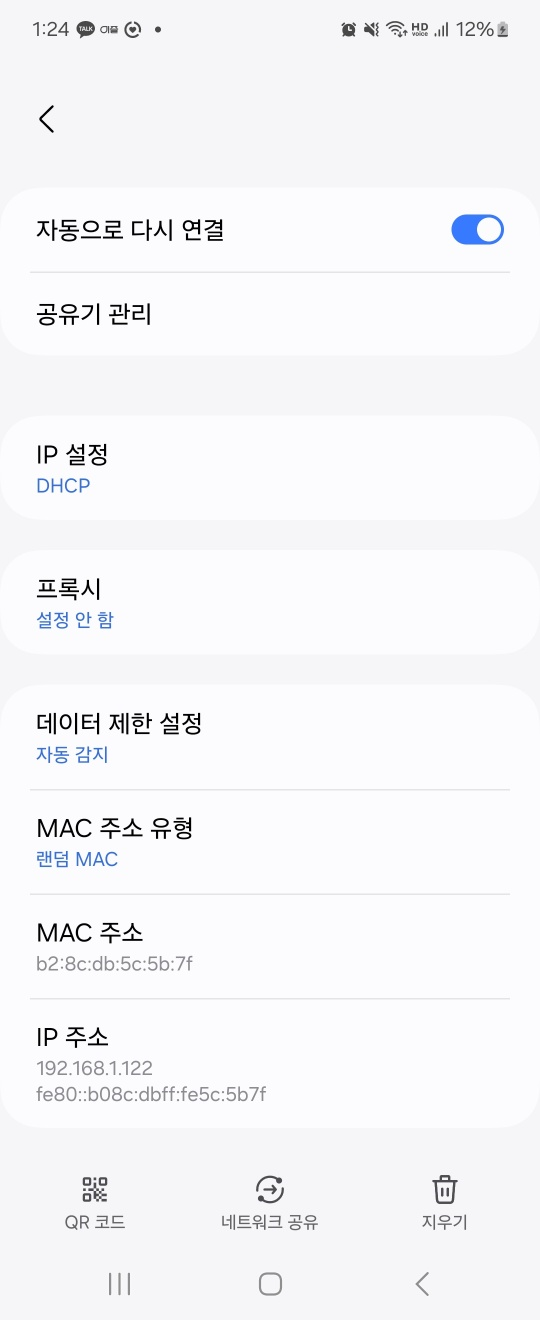 1:24 TALK HD voice 12%
자동으로 다시 연결
공유기 관리
IP 설정
DHCP
프록시
설정 안 함
데이터 제한 설정
자동 감지
MAC 주소 유형
랜덤 MAC
MAC 주소
b2:8c:db:5c:5b:7f
IP 주소
192.168.1.122
fe80::b08c:dbff:fe5c:5b7f
QR 코드 네트워크 공유 지우기